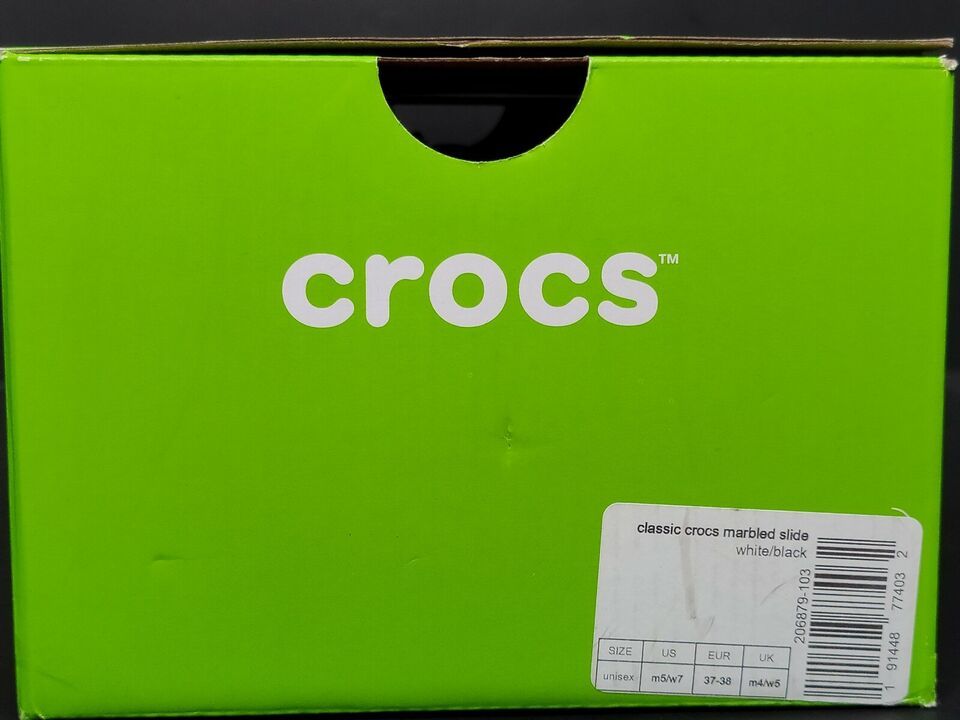 crocs™
classic crocs marbled slide
white/black
206879-103
1 91448 77403 2
SIZE US EUR UK
unisex m5/w7 37-38 m4/w5